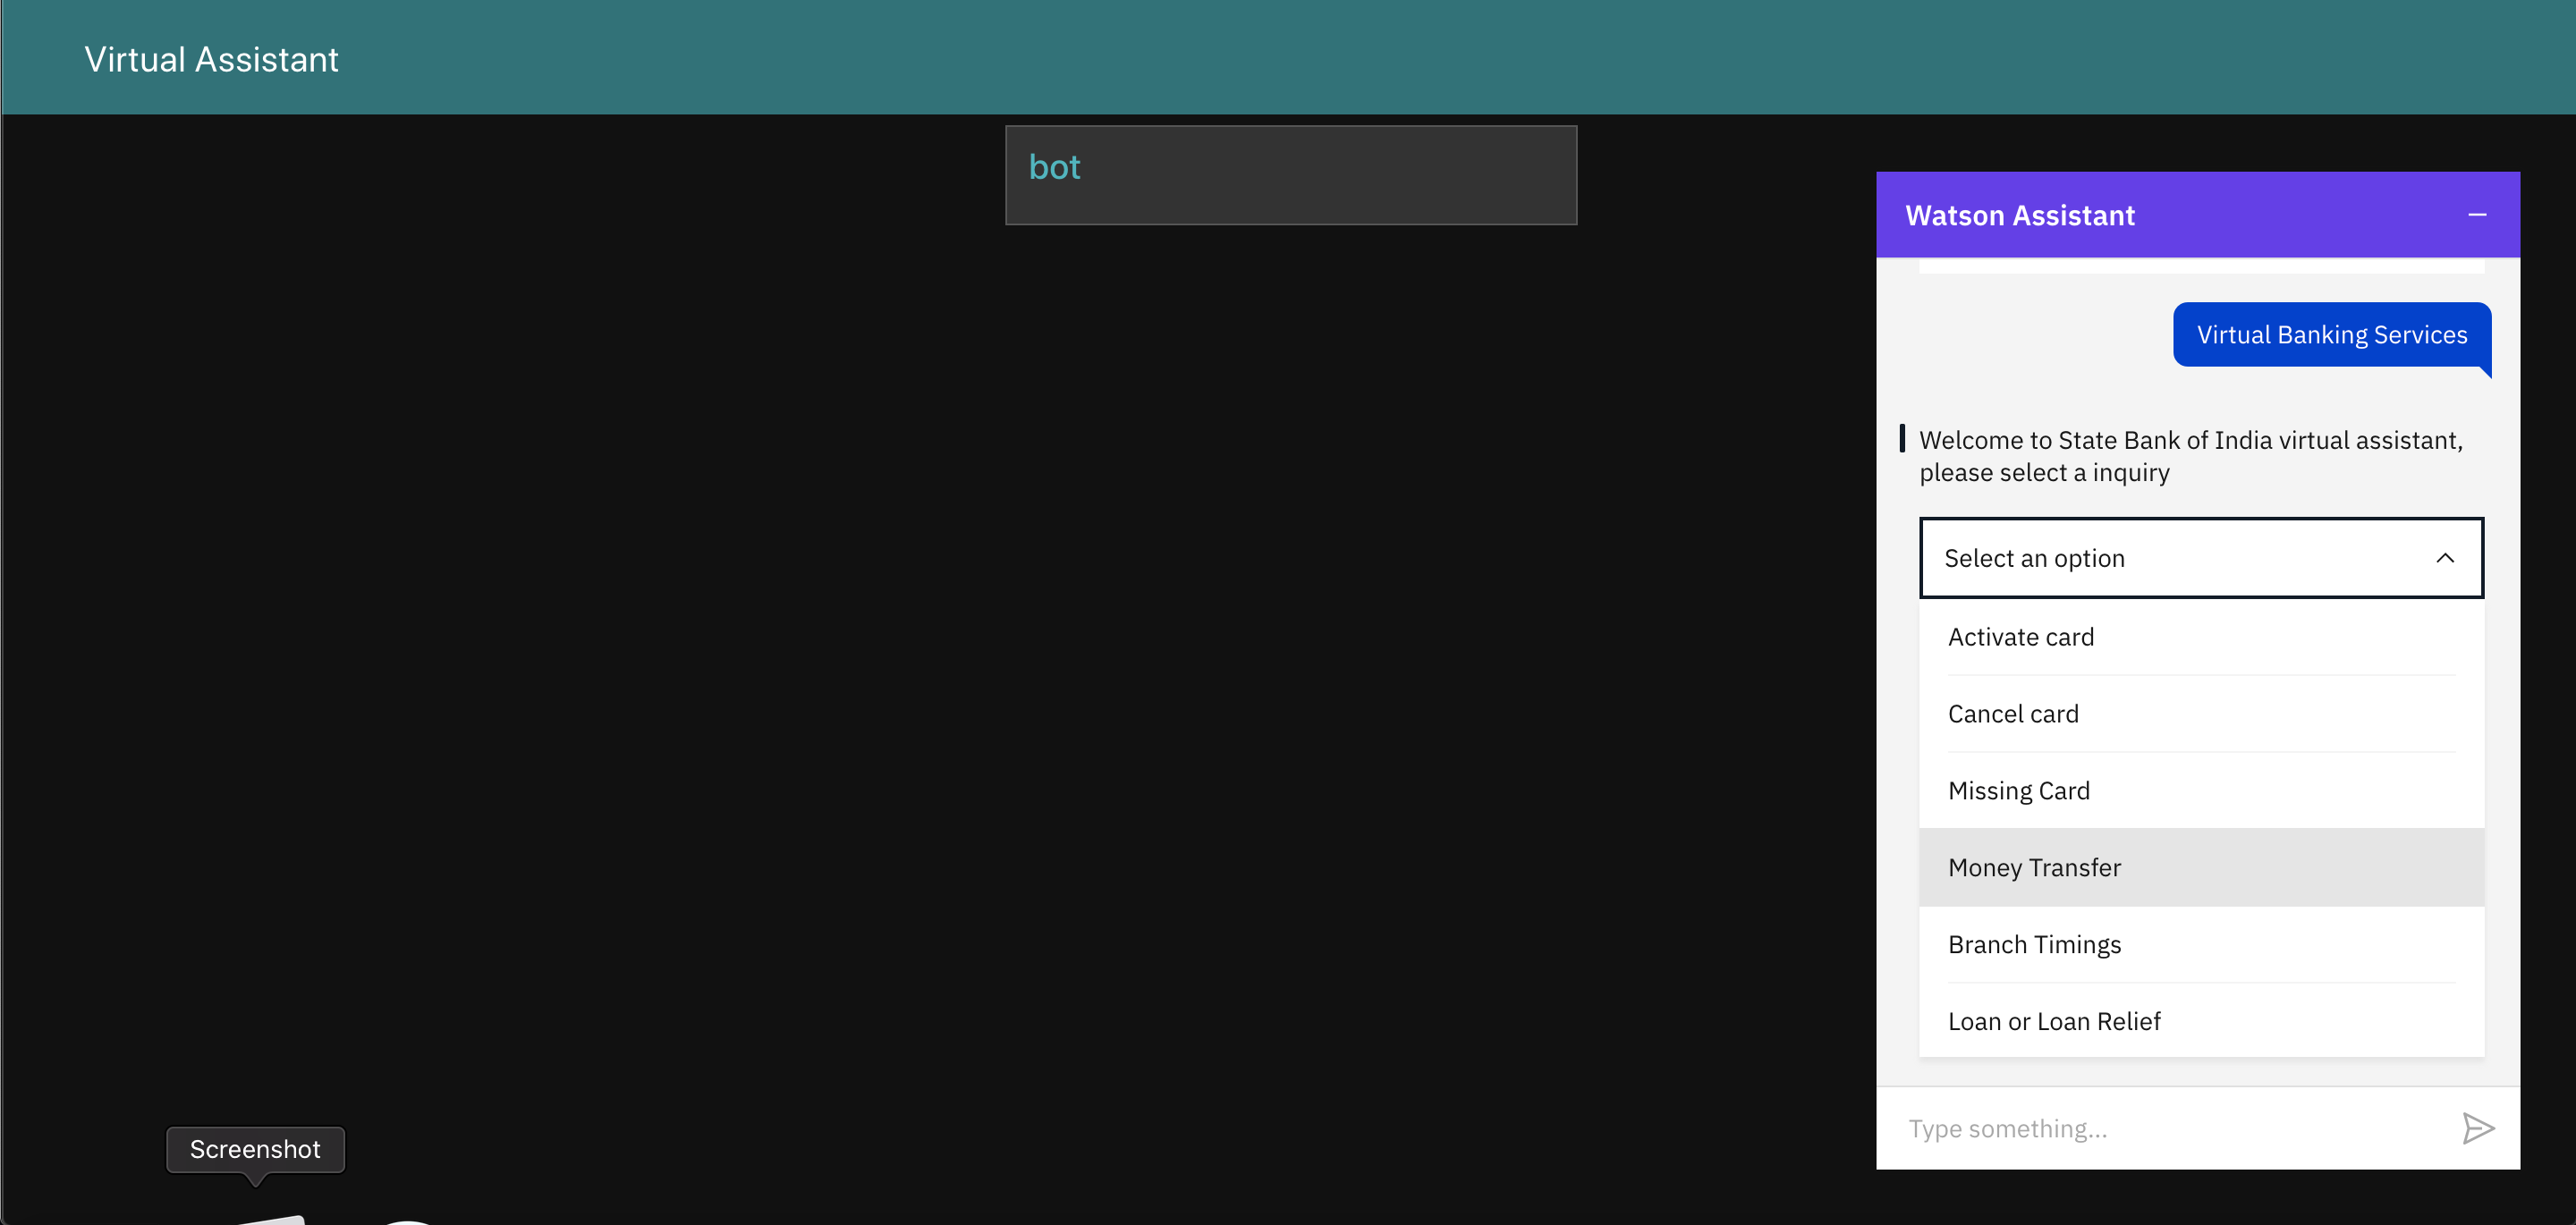 Virtual Assistant
bot
Watson Assistant
Virtual Banking Services
Welcome to State Bank of India virtual assistant,
please select a inquiry
Select an option
Activate card
Cancel card
Missing Card
Money Transfer
Branch Timings
Loan or Loan Relief
Type something...
Screenshot